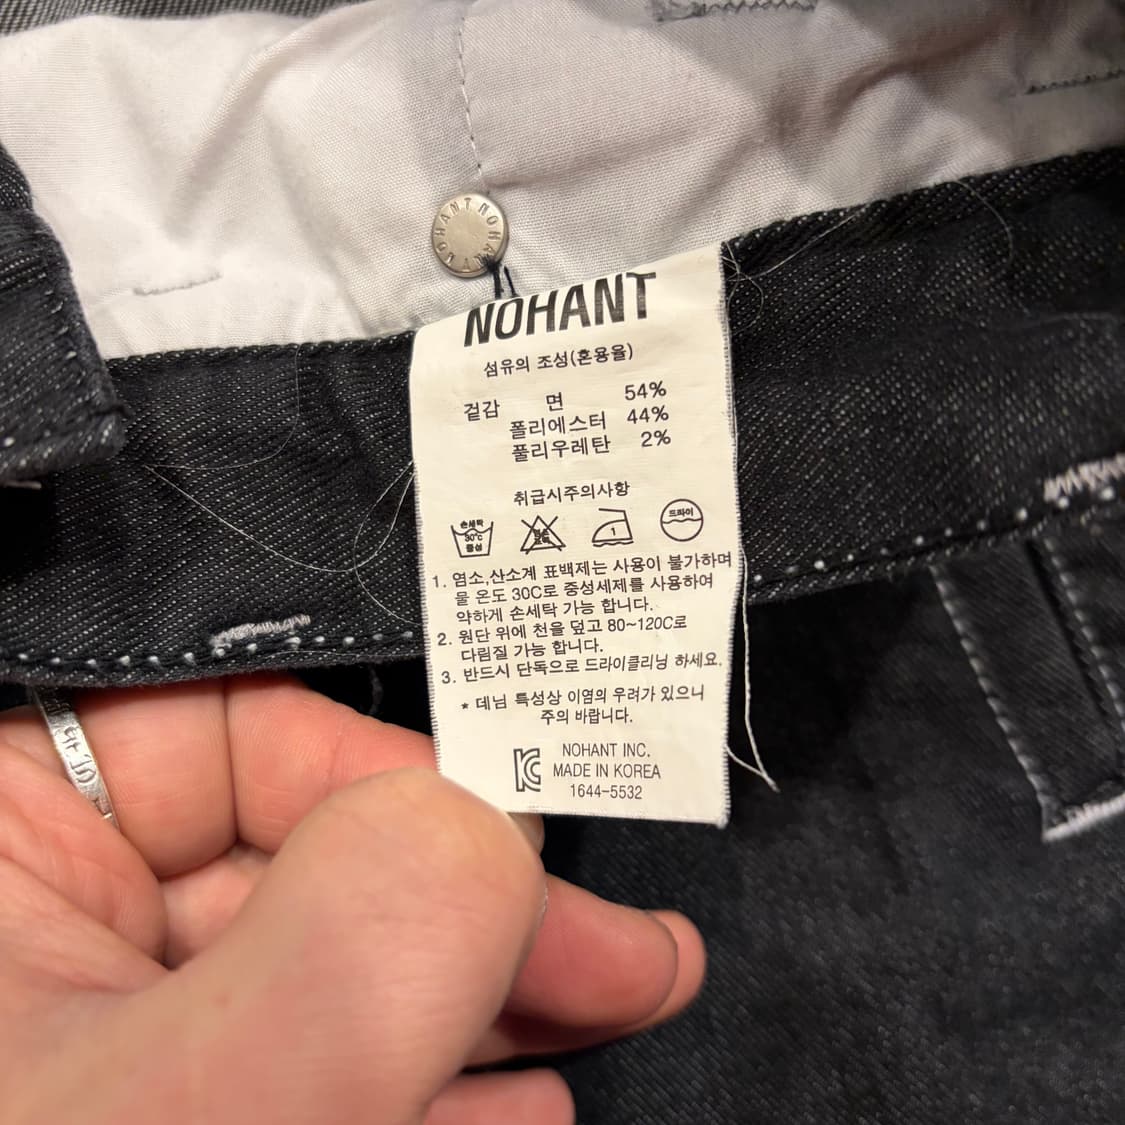 NOHANT NOHANT
NOHANT
섬유의 조성(혼용율)
겉감 면 54%
폴리에스터 44%
풀리우레탄 2%
취급시주의사항
손세탁 30°C 중성
1
드라이
1. 염소,산소계 표백제는 사용이 불가하며
물 온도 30C로 중성세제를 사용하여
약하게 손세탁 가능 합니다.
2. 원단 위에 천을 덮고 80~120C로
다림질 가능 합니다.
3. 반드시 단독으로 드라이클리닝 하세요.
* 데님 특성상 이염의 우려가 있으니
주의 바랍니다.
NOHANT INC.
MADE IN KOREA
1644-5532